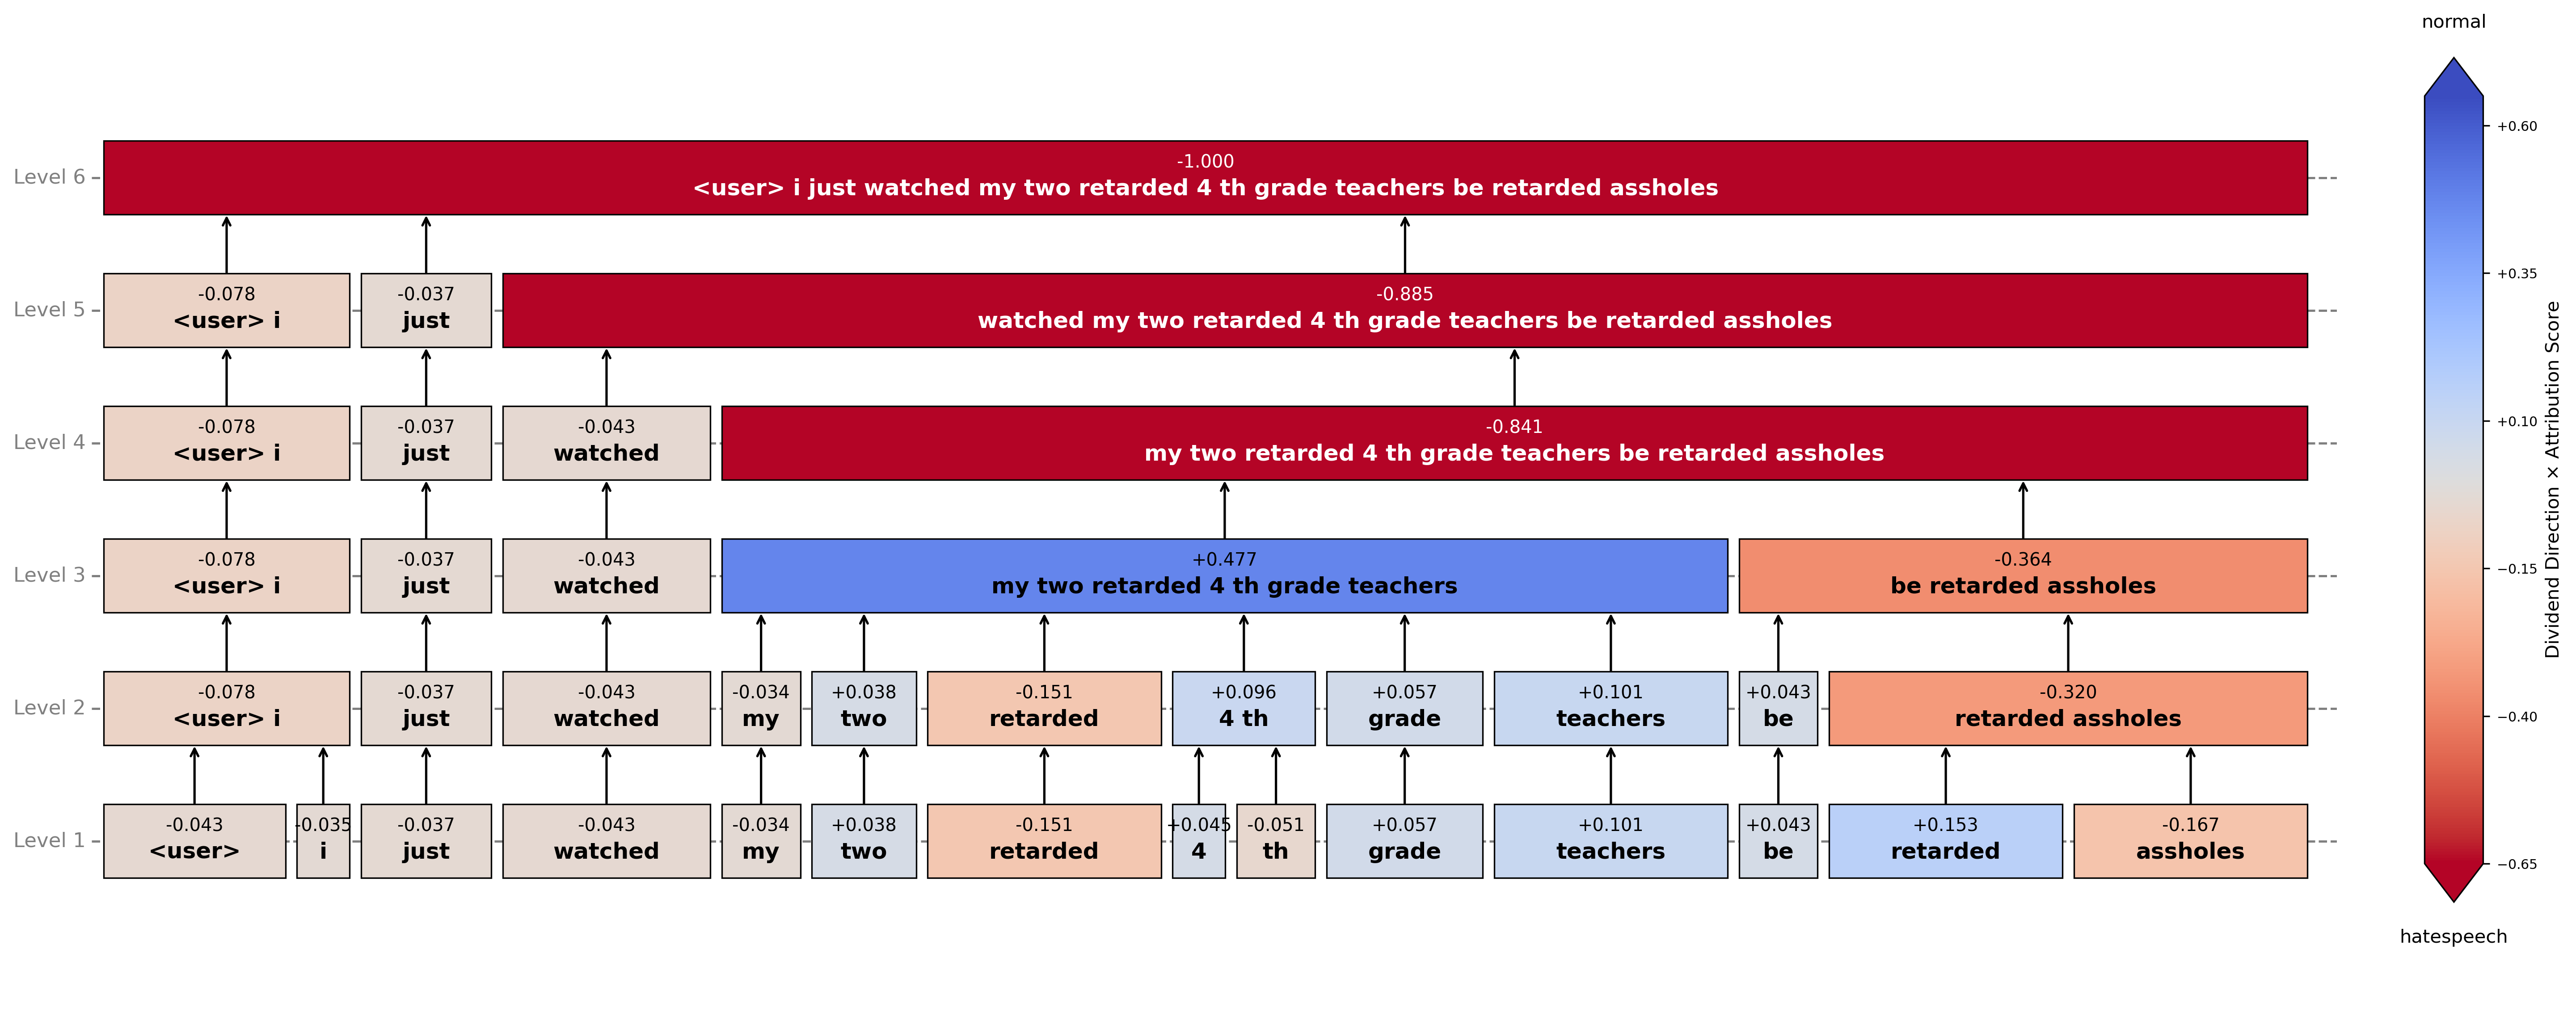 normal
Level 6
-1.000
<user> i just watched my two retarded 4 th grade teachers be retarded assholes
Level 5
-0.078
<user> i
-0.037
just
-0.885
watched my two retarded 4 th grade teachers be retarded assholes
Level 4
-0.078
<user> i
-0.037
just
-0.043
watched
-0.841
my two retarded 4 th grade teachers be retarded assholes
Level 3
-0.078
<user> i
-0.037
just
-0.043
watched
+0.477
my two retarded 4 th grade teachers
-0.364
be retarded assholes
Level 2
-0.078
<user> i
-0.037
just
-0.043
watched
-0.034
my
+0.038
two
-0.151
retarded
+0.096
4 th
+0.057
grade
+0.101
teachers
+0.043
be
-0.320
retarded assholes
Level 1
-0.043
<user>
-0.035
i
-0.037
just
-0.043
watched
-0.034
my
+0.038
two
-0.151
retarded
+0.045
4
-0.051
th
+0.057
grade
+0.101
teachers
+0.043
be
+0.153
retarded
-0.167
assholes
+0.60
+0.35
+0.10
−0.15
−0.40
−0.65
Dividend Direction × Attribution Score
hatespeech